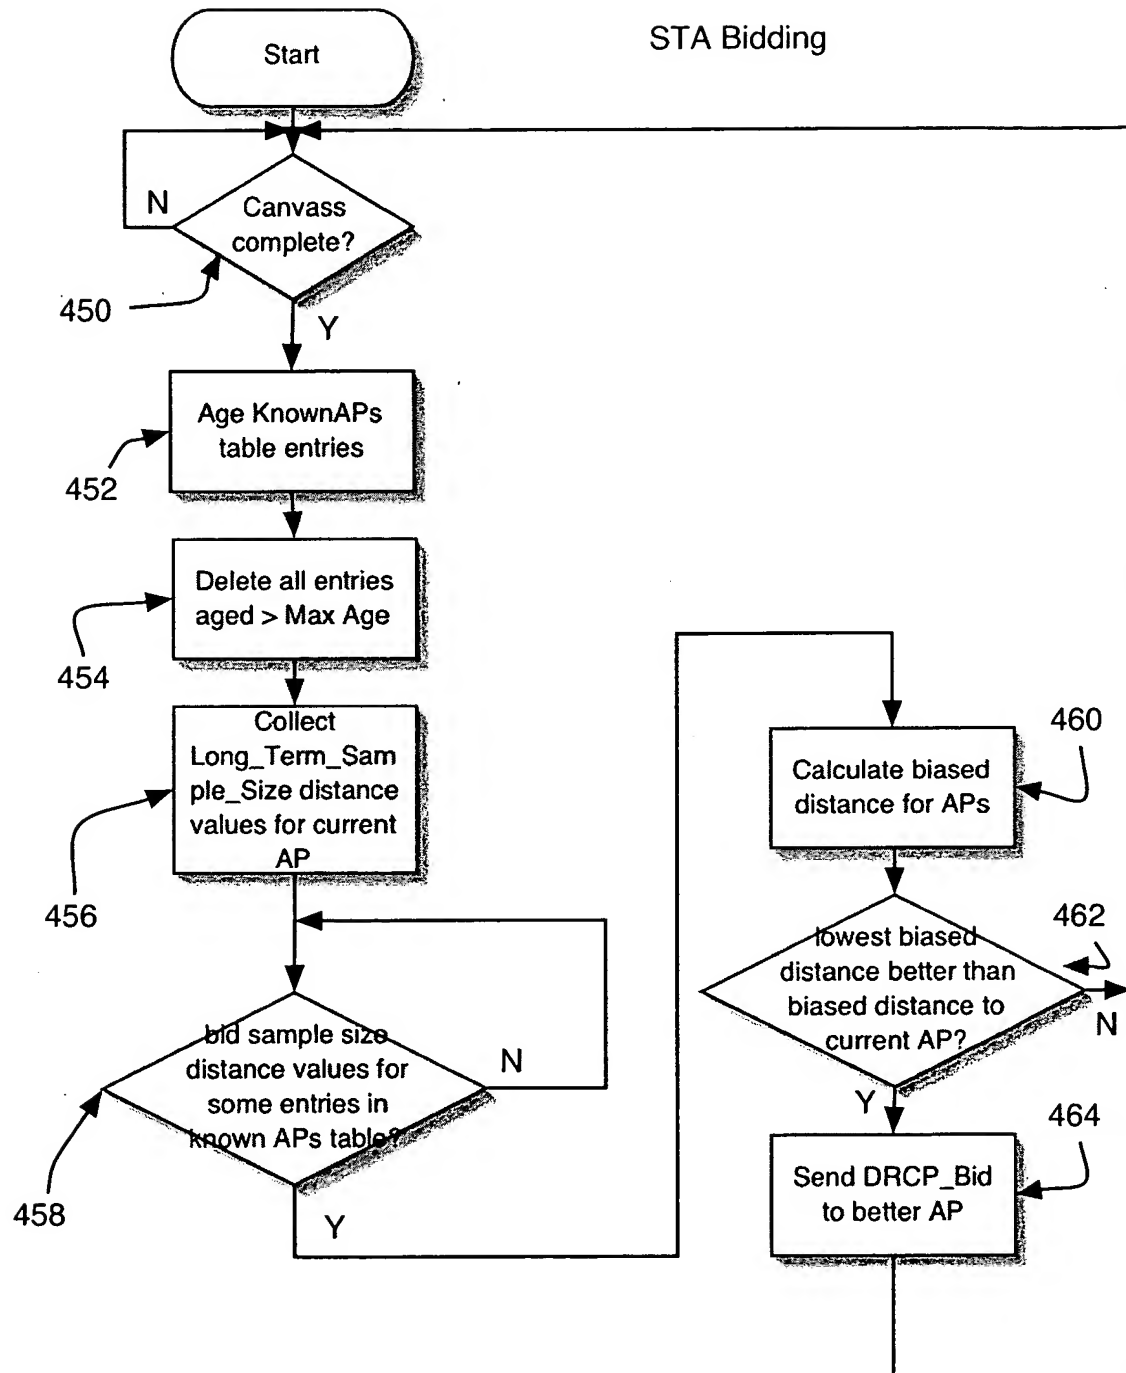 STA Bidding
Start
N
Canvass
complete?
450
Y
Age KnownAPs
table entries
452
Delete all entries
aged > Max Age
454
Collect
Long_Term_Sam
ple_Size distance
values for current
AP
456
bid sample size
distance values for
some entries in
known APs table?
N
458
Y
460
Calculate biased
distance for APs
462
lowest biased
distance better than
biased distance to
current AP?
N
Y
464
Send DRCP_Bid
to better AP